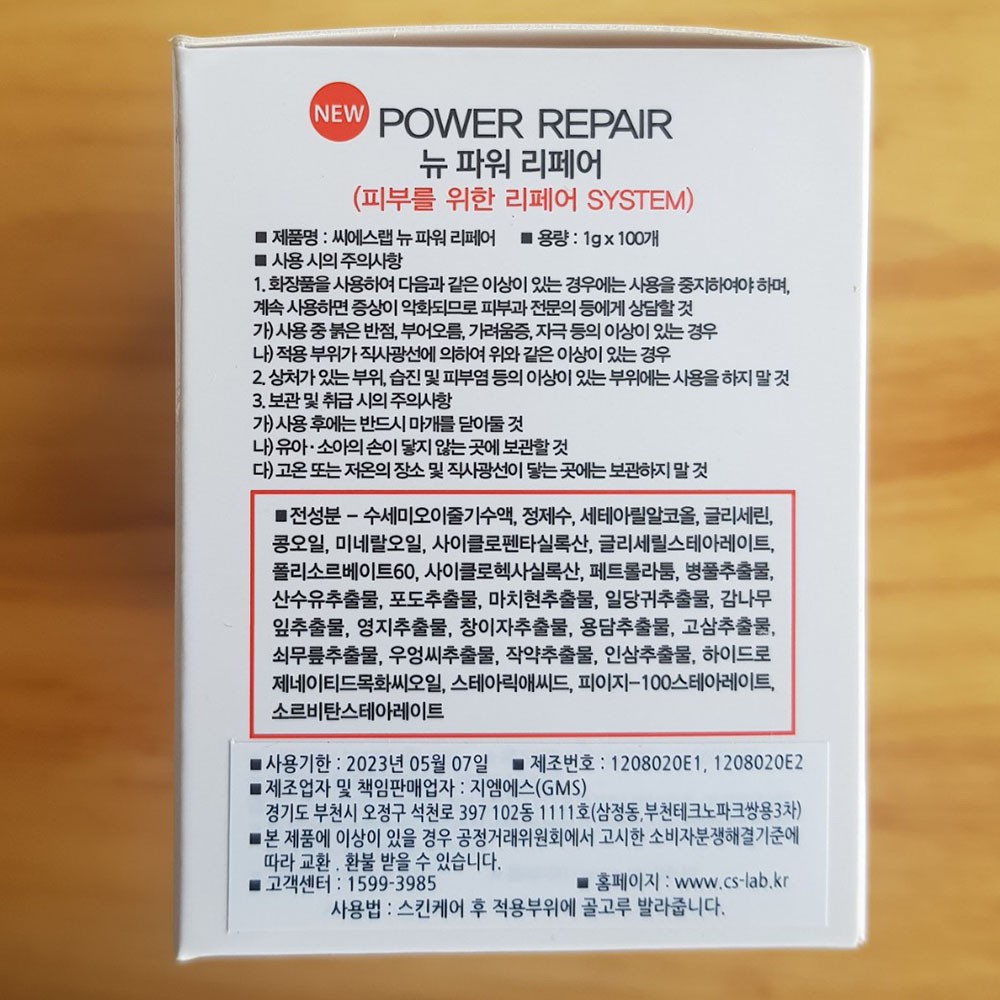 NEW POWER REPAIR
뉴 파워 리페어
(피부를 위한 리페어 SYSTEM)
■ 제품명 : 씨에스랩 뉴 파워 리페어 ■ 용량 : 1g x 100개
■ 사용 시의 주의사항
1. 화장품을 사용하여 다음과 같은 이상이 있는 경우에는 사용을 중지하여야 하며,
계속 사용하면 증상이 악화되므로 피부과 전문의 등에게 상담할 것
가) 사용 중 붉은 반점, 부어오름, 가려움증, 자극 등의 이상이 있는 경우
나) 적용 부위가 직사광선에 의하여 위와 같은 이상이 있는 경우
2. 상처가 있는 부위, 습진 및 피부염 등의 이상이 있는 부위에는 사용을 하지 말 것
3. 보관 및 취급 시의 주의사항
가) 사용 후에는 반드시 마개를 닫아둘 것
나) 유아·소아의 손이 닿지 않는 곳에 보관할 것
다) 고온 또는 저온의 장소 및 직사광선이 닿는 곳에는 보관하지 말 것
■ 전성분 – 수세미오이줄기수액, 정제수, 세테아릴알코올, 글리세린,
콩오일, 미네랄오일, 사이클로펜타실록산, 글리세릴스테아레이트,
폴리소르베이트60, 사이클로헥사실록산, 페트롤라툼, 병풀추출물,
산수유추출물, 포도추출물, 마치현추출물, 일당귀추출물, 감나무
잎추출물, 영지추출물, 창이자추출물, 용담추출물, 고삼추출물,
쇠무릎추출물, 우엉씨추출물, 작약추출물, 인삼추출물, 하이드로
제네이티드목화씨오일, 스테아릭애씨드, 피이지-100스테아레이트,
소르비탄스테아레이트
■ 사용기한 : 2023년 05월 07일 ■ 제조번호 : 1208020E1, 1208020E2
■ 제조업자 및 책임판매업자 : 지엠에스(GMS)
경기도 부천시 오정구 석천로 397 102동 1111호(삼정동,부천테크노파크쌍용3차)
■ 본 제품에 이상이 있을 경우 공정거래위원회에서 고시한 소비자분쟁해결기준에
따라 교환 . 환불 받을 수 있습니다.
■ 고객센터 : 1599-3985 ■ 홈페이지 : www.cs-lab.kr
사용법 : 스킨케어 후 적용부위에 골고루 발라줍니다.